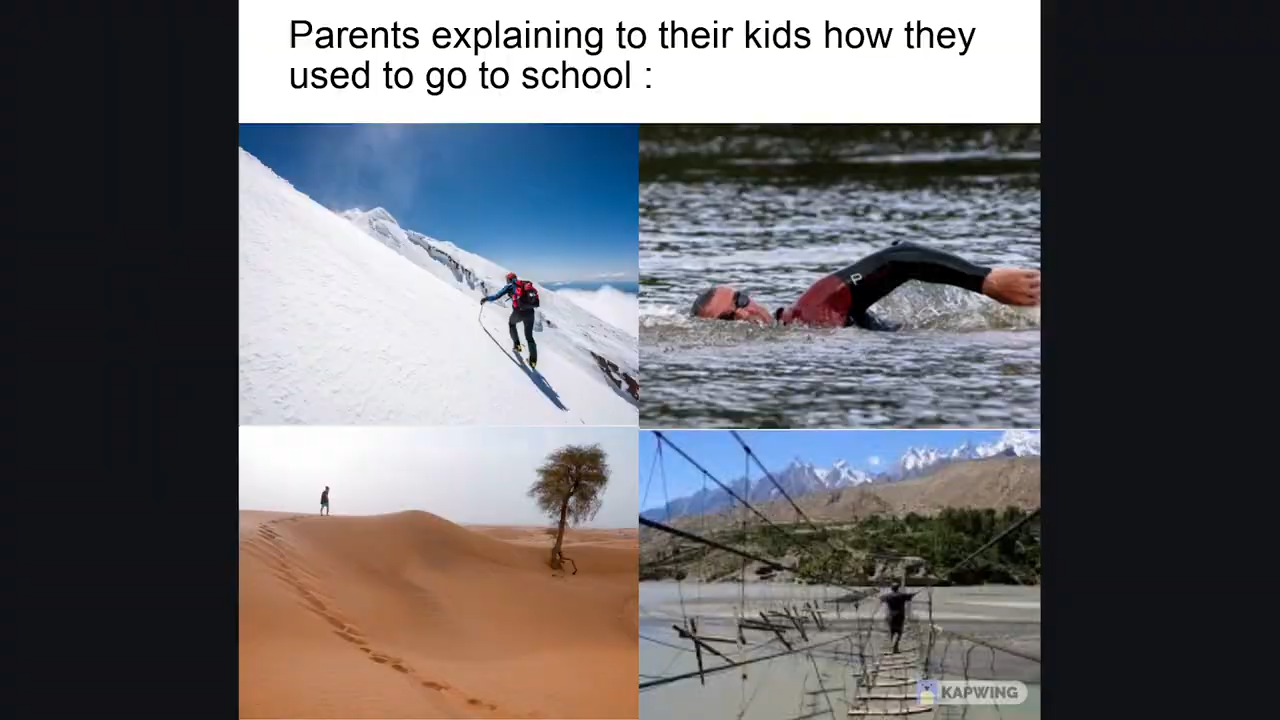 Parents explaining to their kids how they
used to go to school :
KAPWING